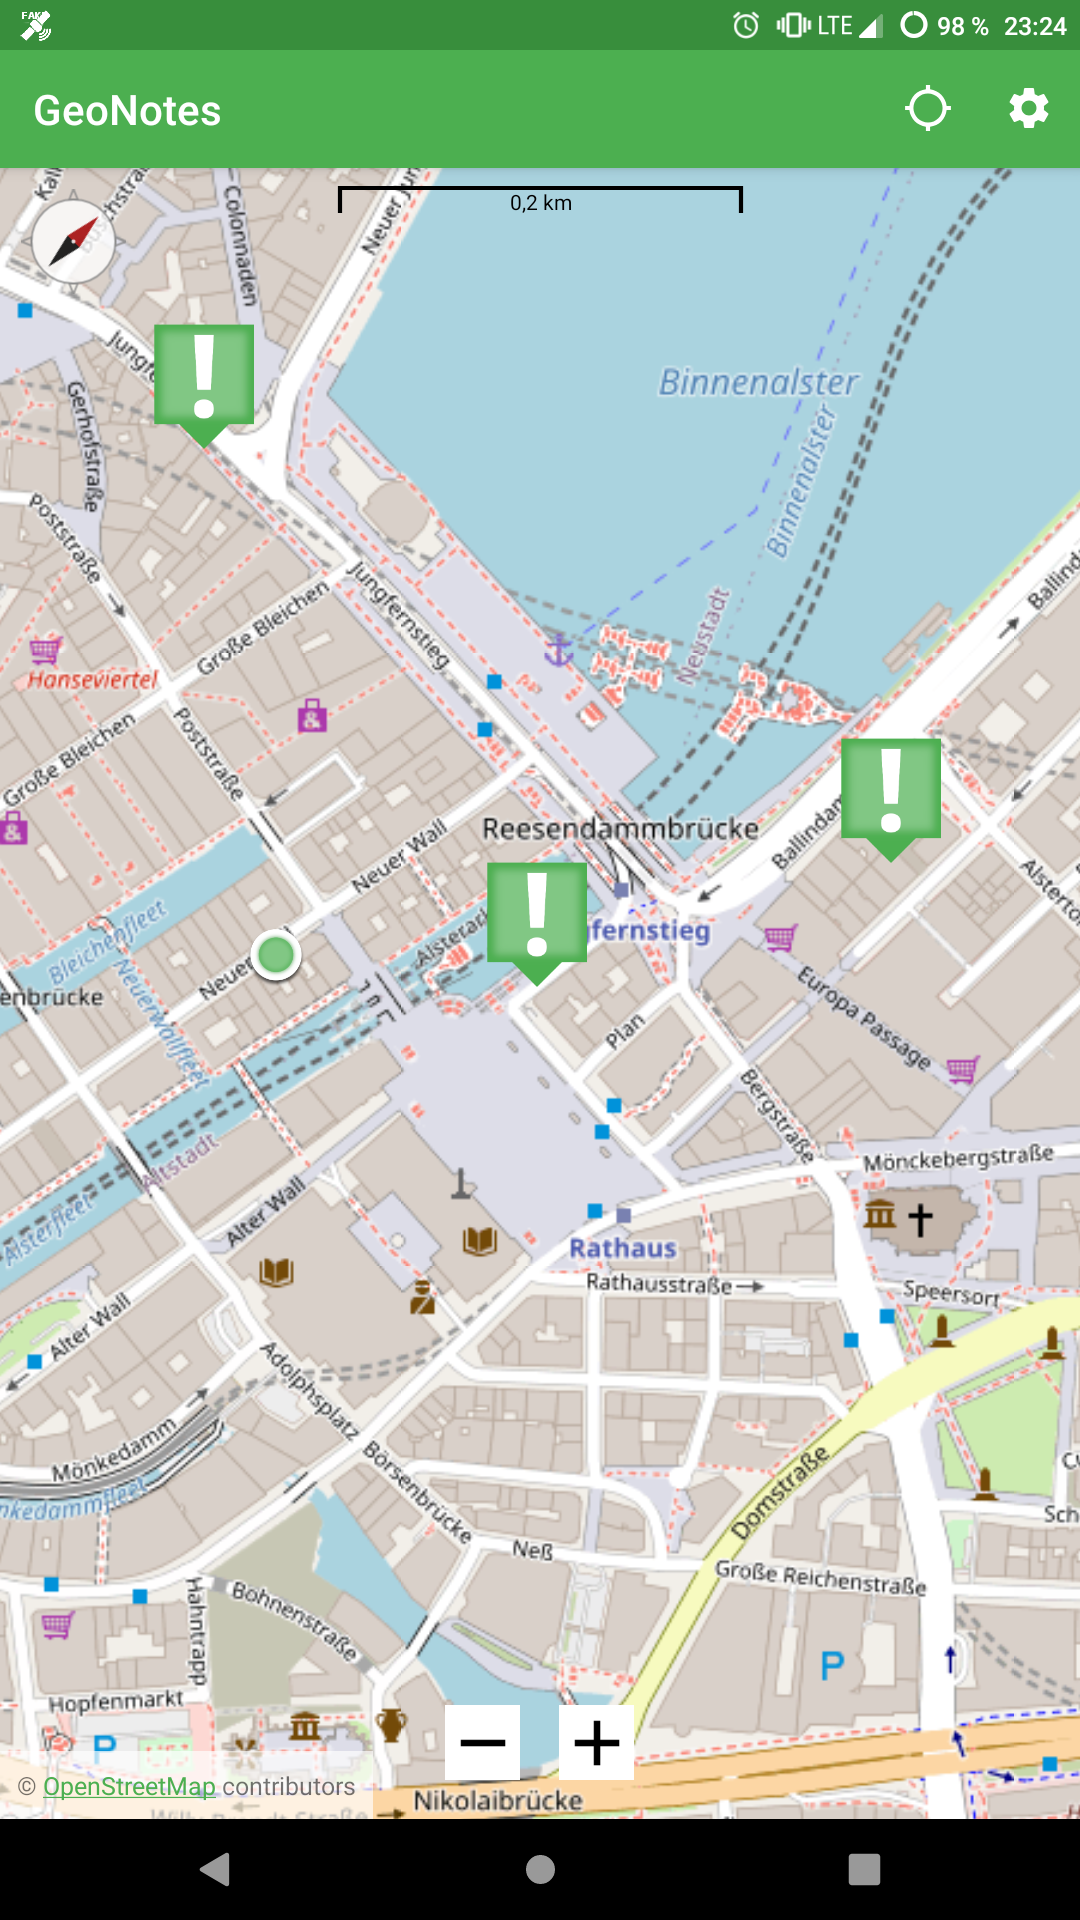 FAKE
LTE 98 % 23:24
GeoNotes
0,2 km
Colonnaden
Binnenalster
Binnenalster
Gerhofstraße
Poststraße
Jungfernstieg
Große Bleichen
Neustadt
Hanseviertel
Poststraße
Große Bleichen
Reesendammbrücke
Neuer Wall
fernstieg
Bleichenfleet
Neuerwallfleet
enbrücke
Europa Passage
Plan
Bergstraße
Mönckebergstraße
Altstadt
Alsterfleet
Alter Wall
Rathaus
Rathausstraße
Speersort
Alter Wall
Adolphsplatz
Mönkedamm
nkedammfleet
Börsenbrücke
Domstraße
Neß
Große Reichenstraße
Hahntrapp
Bohnenstraße
P
Hopfenmarkt
P
© OpenStreetMap contributors
Nikolaibrücke